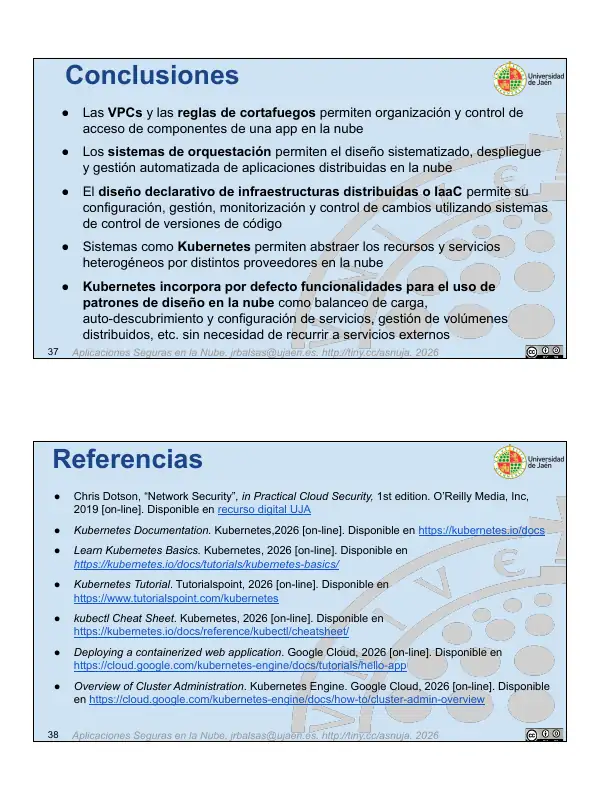 Conclusiones
Universidad
de Jaén
● Las VPCs y las reglas de cortafuegos permiten organización y control de
acceso de componentes de una app en la nube
● Los sistemas de orquestación permiten el diseño sistematizado, despliegue
y gestión automatizada de aplicaciones distribuidas en la nube
● El diseño declarativo de infraestructuras distribuidas o IaaC permite su
configuración, gestión, monitorización y control de cambios utilizando sistemas
de control de versiones de código
● Sistemas como Kubernetes permiten abstraer los recursos y servicios
heterogéneos por distintos proveedores en la nube
● Kubernetes incorpora por defecto funcionalidades para el uso de
patrones de diseño en la nube como balanceo de carga,
auto-descubrimiento y configuración de servicios, gestión de volúmenes
distribuidos, etc. sin necesidad de recurrir a servicios externos
37 Aplicaciones Seguras en la Nube. jrbalsas@ujaen.es. http://tiny.cc/asnuja. 2026
Referencias
Universidad
de Jaén
● Chris Dotson, “Network Security”, in Practical Cloud Security, 1st edition. O’Reilly Media, Inc,
2019 [on-line]. Disponible en recurso digital UJA
● Kubernetes Documentation. Kubernetes,2026 [on-line]. Disponible en https://kubernetes.io/docs
● Learn Kubernetes Basics. Kubernetes, 2026 [on-line]. Disponible en
https://kubernetes.io/docs/tutorials/kubernetes-basics/
● Kubernetes Tutorial. Tutorialspoint, 2026 [on-line]. Disponible en
https://www.tutorialspoint.com/kubernetes
● kubectl Cheat Sheet. Kubernetes, 2026 [on-line]. Disponible en
https://kubernetes.io/docs/reference/kubectl/cheatsheet/
● Deploying a containerized web application. Google Cloud, 2026 [on-line]. Disponible en
https://cloud.google.com/kubernetes-engine/docs/tutorials/hello-app
● Overview of Cluster Administration. Kubernetes Engine. Google Cloud, 2026 [on-line]. Disponible
en https://cloud.google.com/kubernetes-engine/docs/how-to/cluster-admin-overview
38 Aplicaciones Seguras en la Nube. jrbalsas@ujaen.es. http://tiny.cc/asnuja. 2026